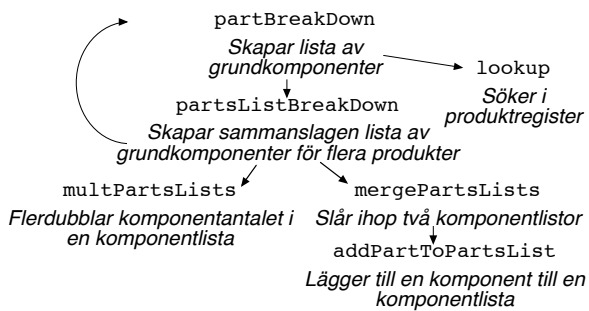 partBreakDown
Skapar lista av
grundkomponenter
lookup
Söker i
produktregister
partsListBreakDown
Skapar sammanslagen lista av
grundkomponenter för flera produkter
multPartsLists
Flerdubblar komponentantalet i
en komponentlista
mergePartsLists
Slår ihop två komponentlistor
addPartToPartsList
Lägger till en komponent till en
komponentlista